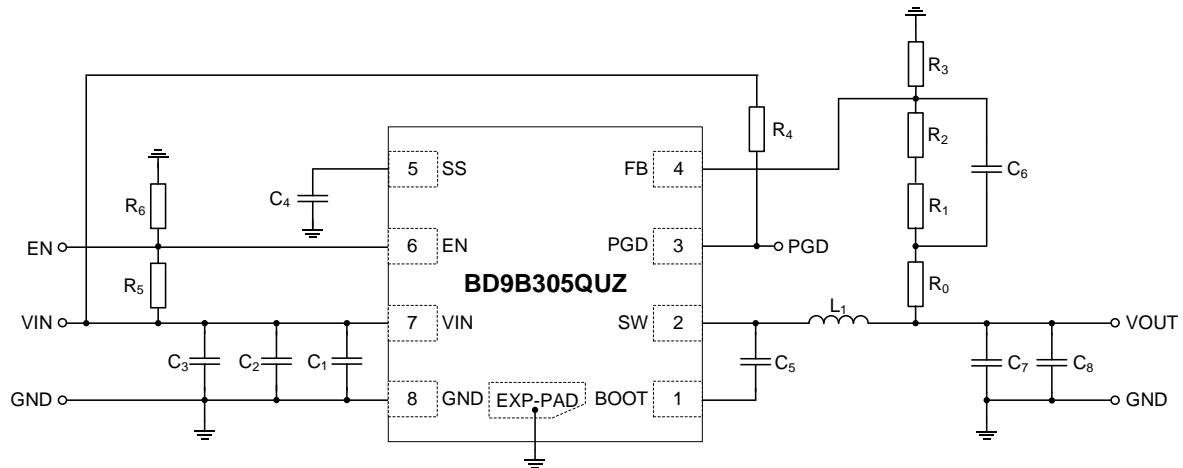 R3
R4
R2
5 SS
FB 4
C4
C6
R6
R1
EN
6 EN
PGD 3
PGD
BD9B305QUZ
R5
R0
L1
VIN
7 VIN
SW 2
VOUT
C3
C2
C1
C5
C7
C8
GND
8 GND
EXP-PAD
BOOT 1
GND